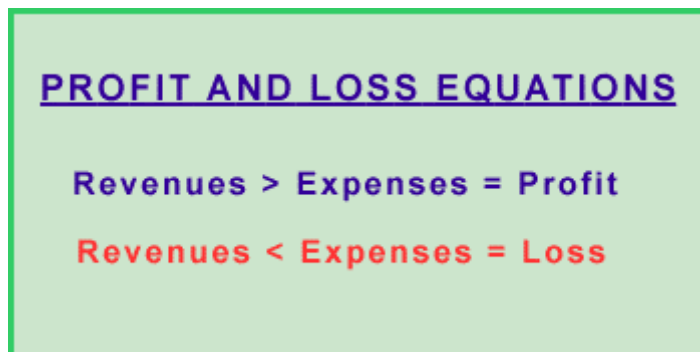 PROFIT AND LOSS EQUATIONS
Revenues > Expenses = Profit
Revenues < Expenses = Loss